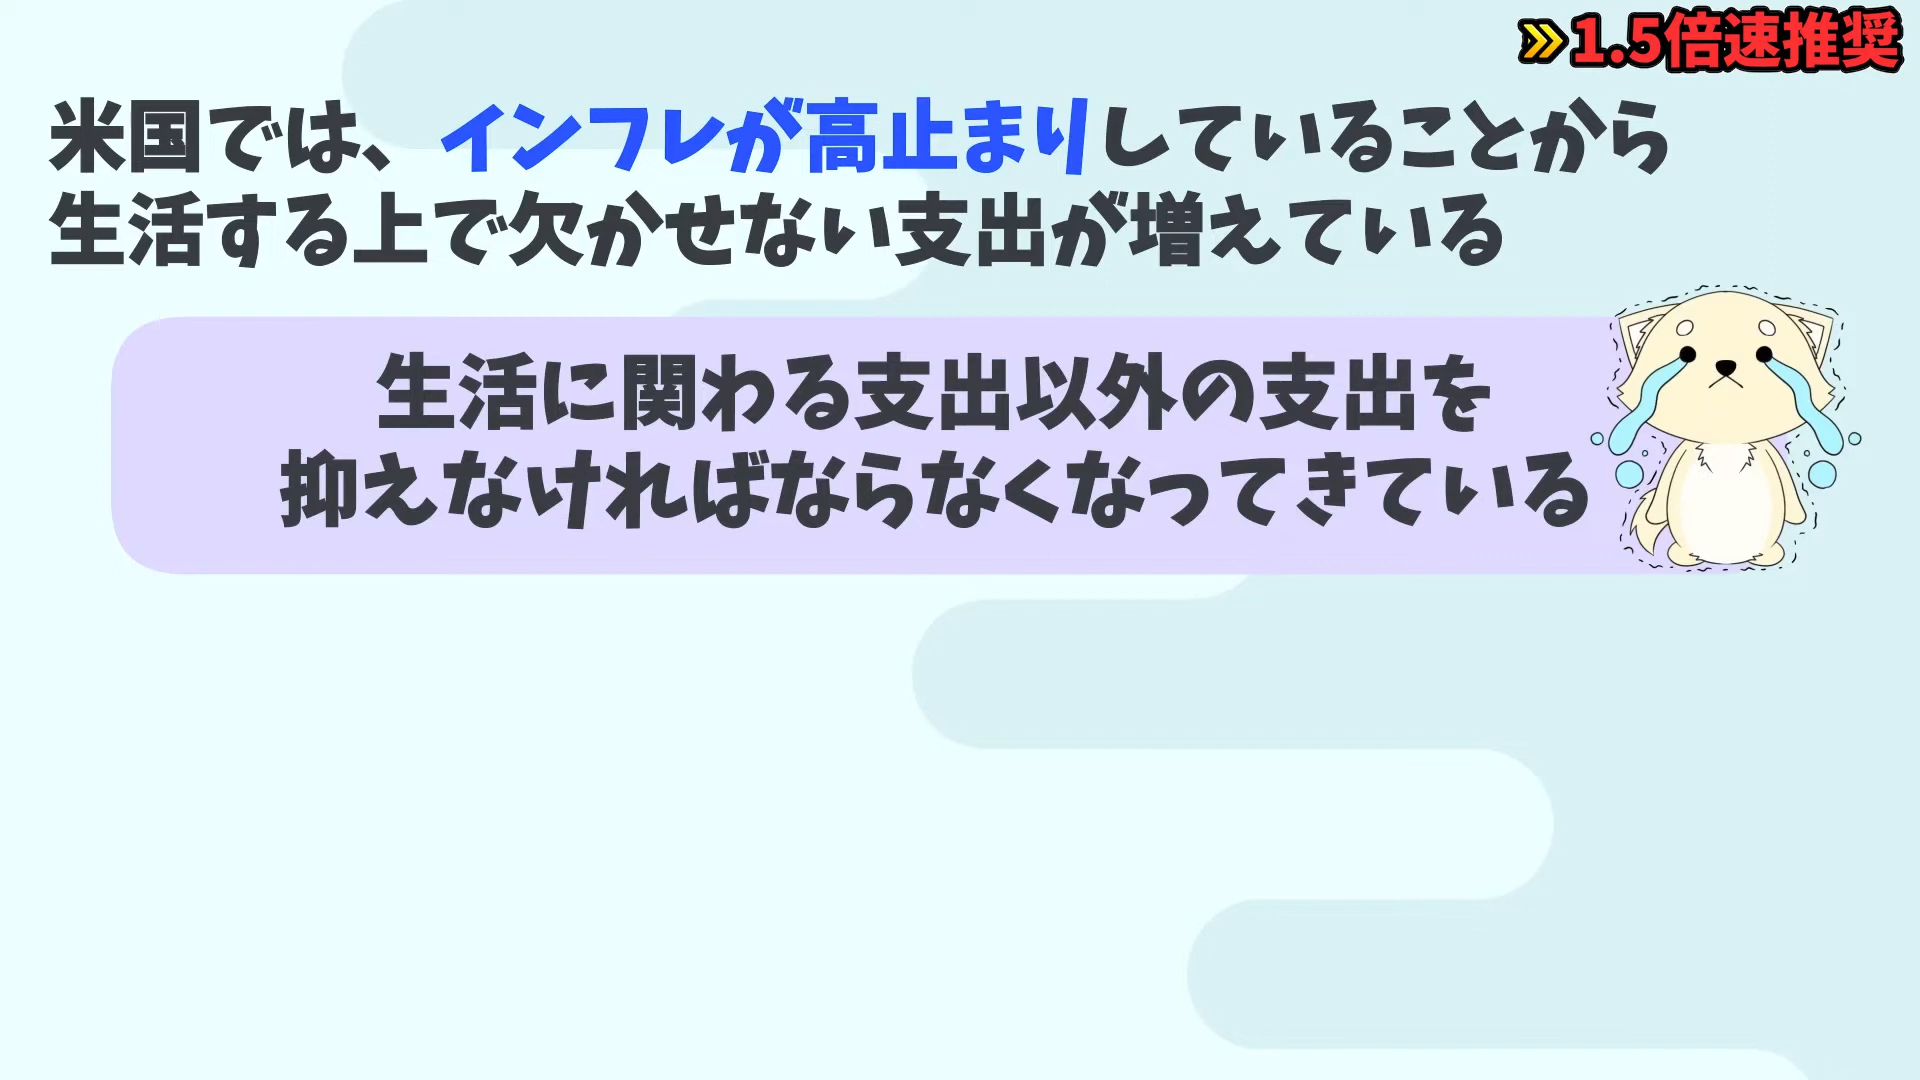 1.5倍速推奨
米国では、インフレが高止まりしていることから
生活する上で欠かせない支出が増えている
生活に関わる支出以外の支出を
抑えなければならなくなってきている